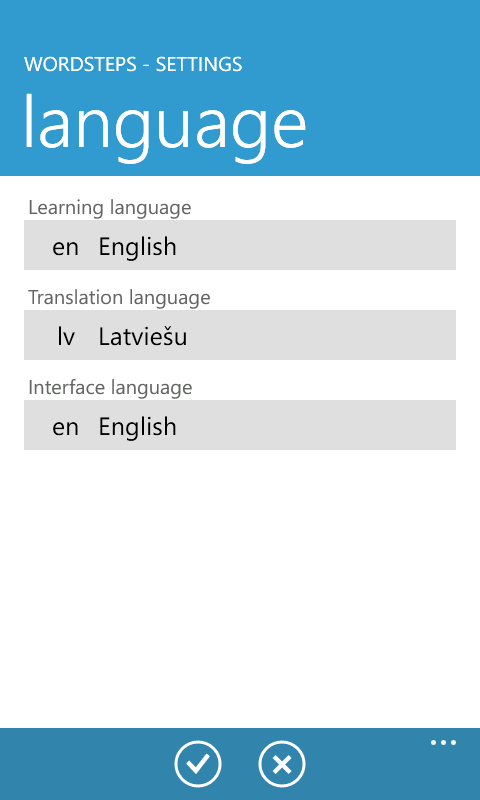 WORDSTEPS - SETTINGS
language
Learning language
en English
Translation language
lv Latviešu
Interface language
en English